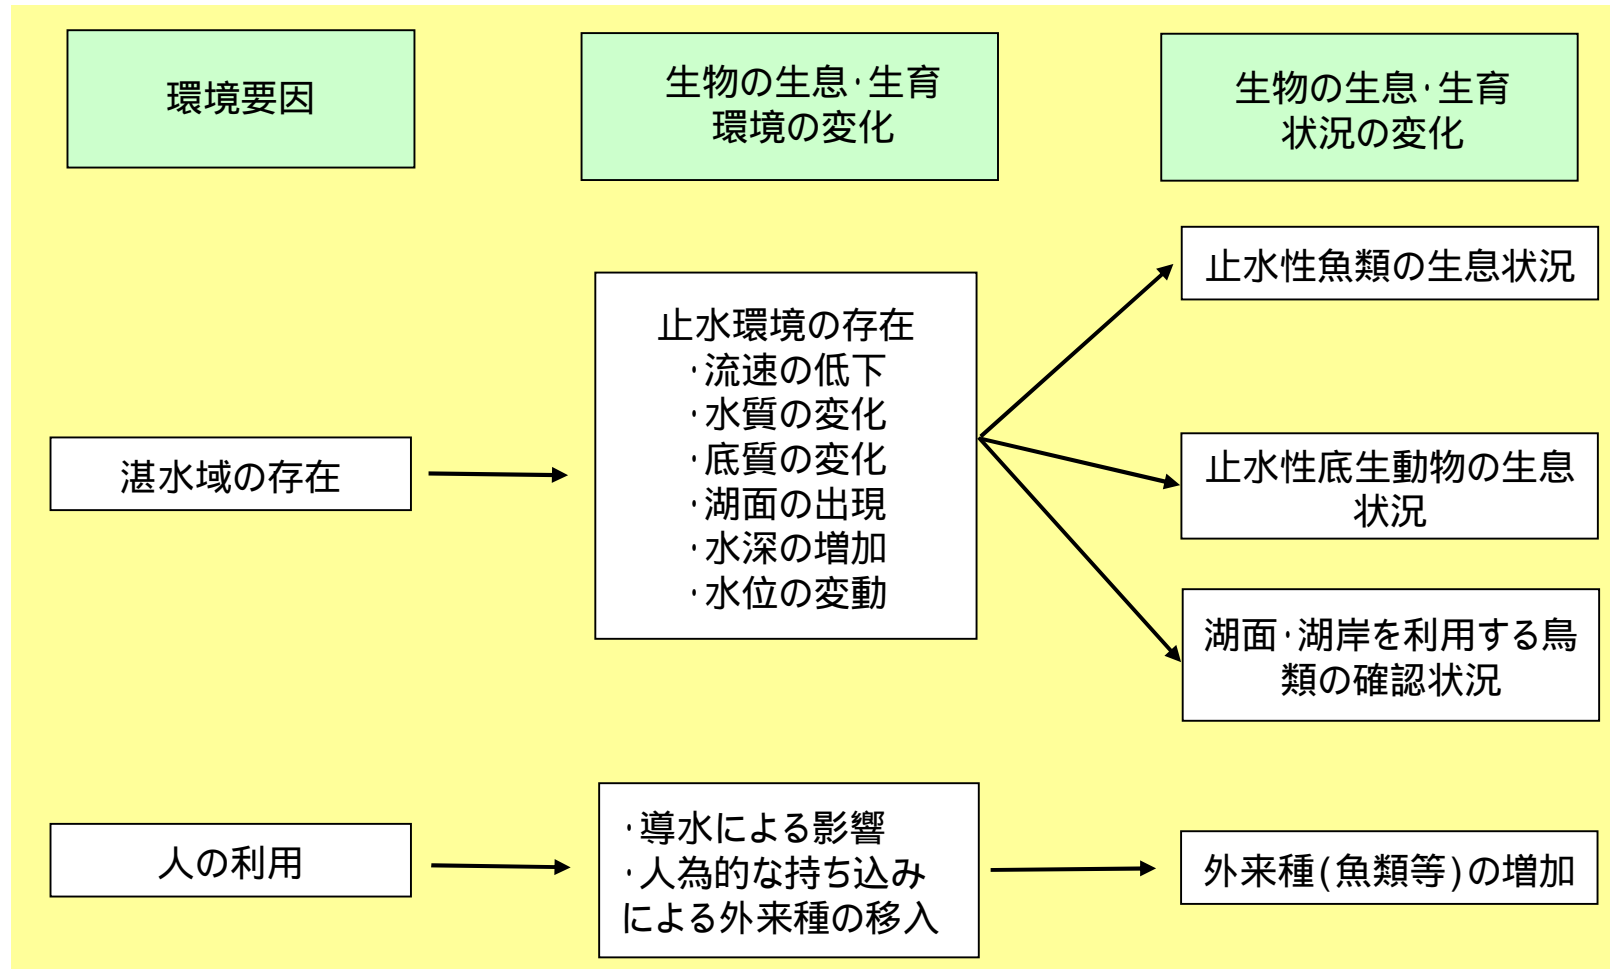 環境要因
生物の生息・生育
環境の変化
生物の生息・生育
状況の変化
湛水域の存在
止水環境の存在
・流速の低下
・水質の変化
・底質の変化
・湖面の出現
・水深の増加
・水位の変動
止水性魚類の生息状況
止水性底生動物の生息
状況
湖面・湖岸を利用する鳥
類の確認状況
人の利用
・導水による影響
・人為的な持ち込み
による外来種の移入
外来種(魚類等)の増加